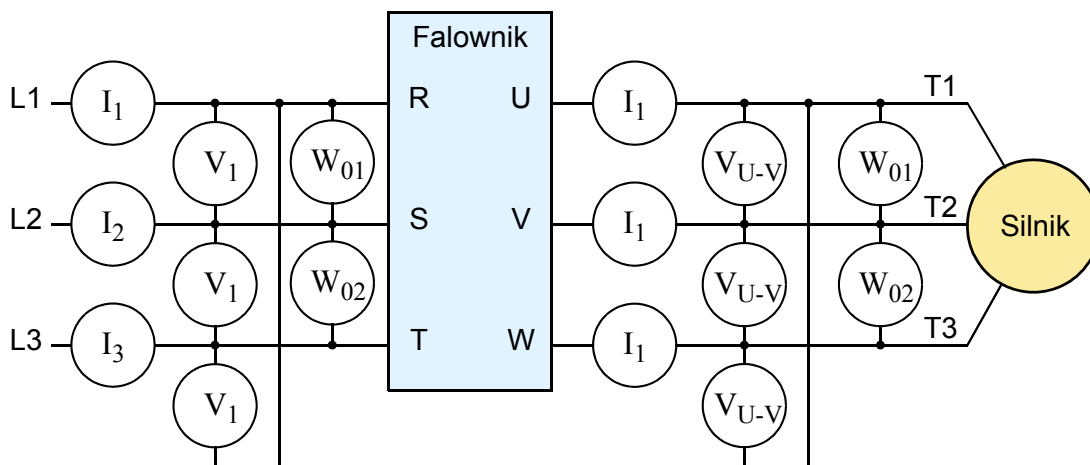 Falownik
L1 I1 R U I1 T1
V1 W01 VU-V W01
L2 I2 S V I1 T2
Silnik
V1 W02 VU-V W02
L3 I3 T W I1 T3
V1 VU-V